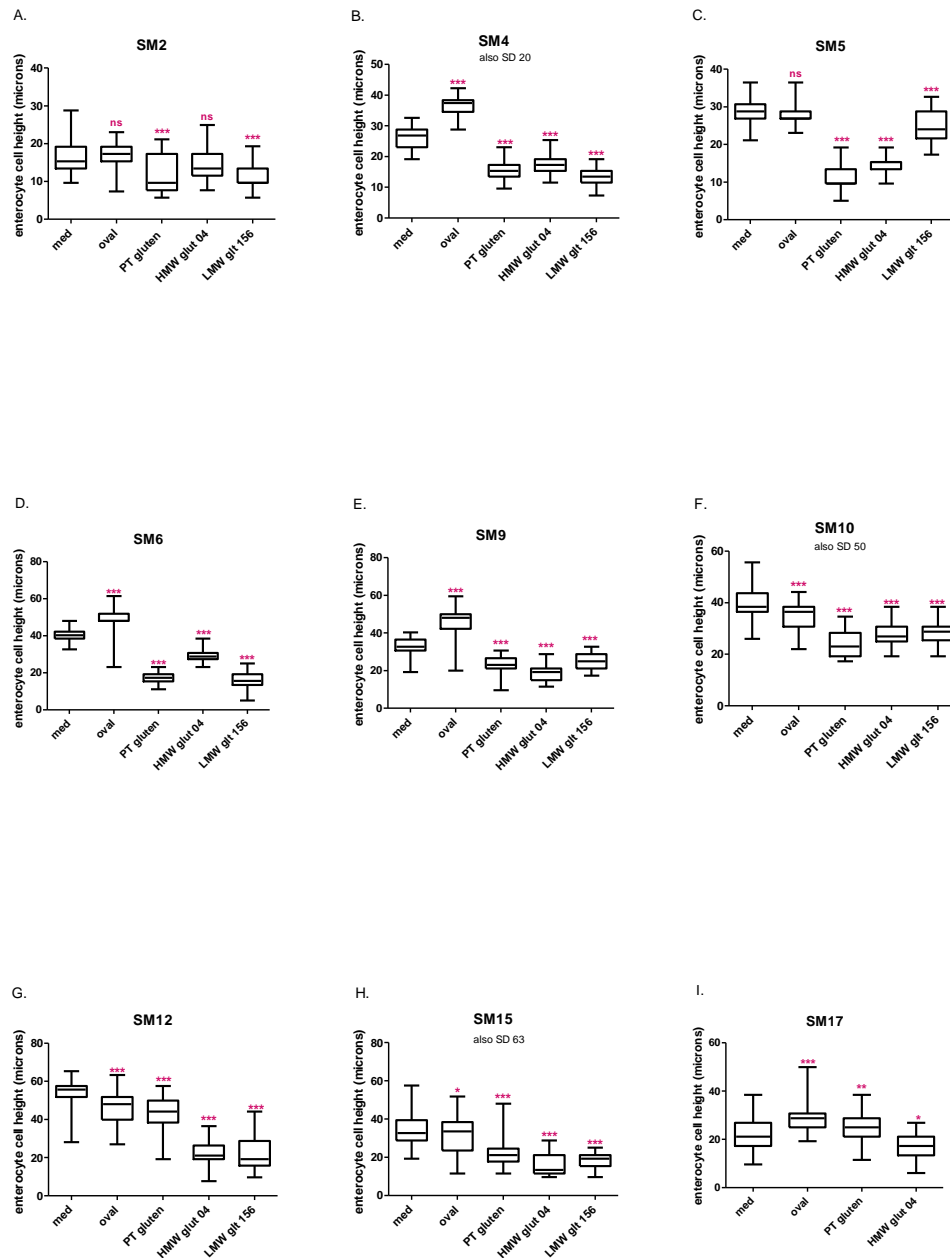 A.
SM2
enterocyte cell height (microns)
40
30
20
10
0
ns
***
ns
***
med
oval
PT gluten
HMW glut 04
LMW glt 156
B.
SM4
also SD 20
enterocyte cell height (microns)
50
40
30
20
10
0
***
***
***
***
med
oval
PT gluten
HMW glut 04
LMW glt 156
C.
SM5
enterocyte cell height (microns)
40
30
20
10
0
ns
***
***
***
med
oval
PT gluten
HMW glut 04
LMW glt 156
D.
SM6
enterocyte cell height (microns)
80
60
40
20
0
***
***
***
***
med
oval
PT gluten
HMW glut 04
LMW glt 156
E.
SM9
enterocyte cell height (microns)
80
60
40
20
0
***
***
***
***
med
oval
PT gluten
HMW glut 04
LMW glt 156
F.
SM10
also SD 50
enterocyte cell height (microns)
60
40
20
0
***
***
***
***
med
oval
PT gluten
HMW glut 04
LMW glt 156
G.
SM12
enterocyte cell height (microns)
80
60
40
20
0
***
***
***
***
med
oval
PT gluten
HMW glut 04
LMW glt 156
H.
SM15
also SD 63
enterocyte cell height (microns)
80
60
40
20
0
*
***
***
***
med
oval
PT gluten
HMW glut 04
LMW glt 156
I.
SM17
enterocyte cell height (microns)
60
40
20
0
***
**
*
med
oval
PT gluten
HMW glut 04